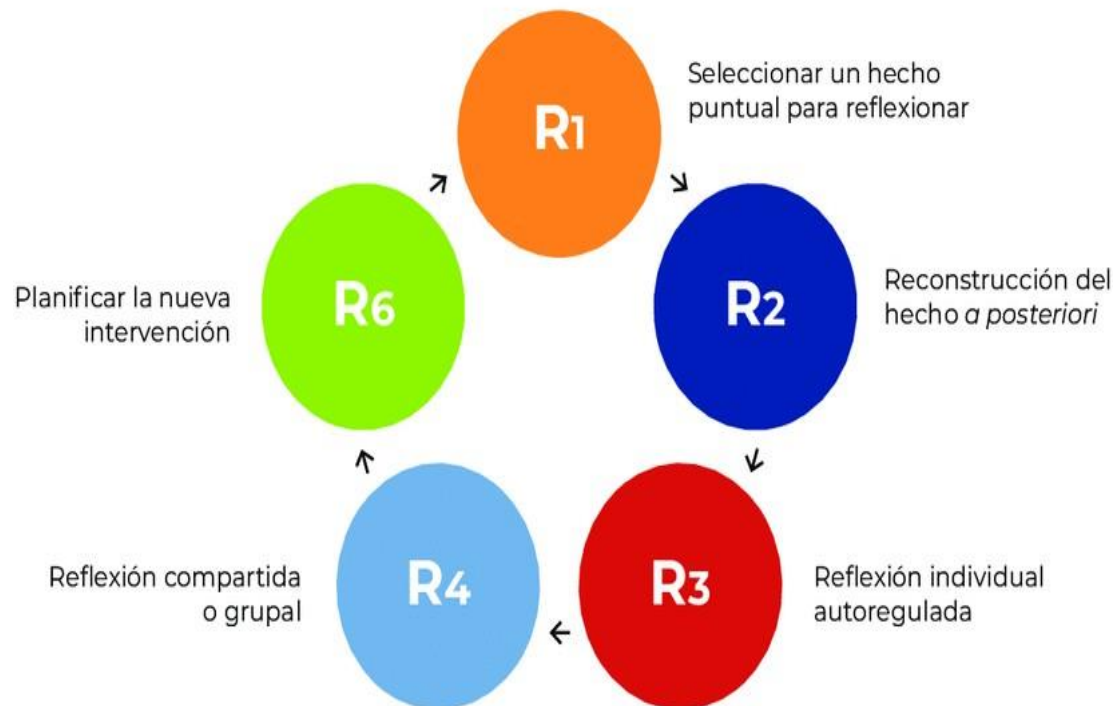 R1
Seleccionar un hecho
puntual para reflexionar
R2
Reconstrucción del
hecho a posteriori
R3
Reflexión individual
autoregulada
R4
Reflexión compartida
o grupal
R6
Planificar la nueva
intervención